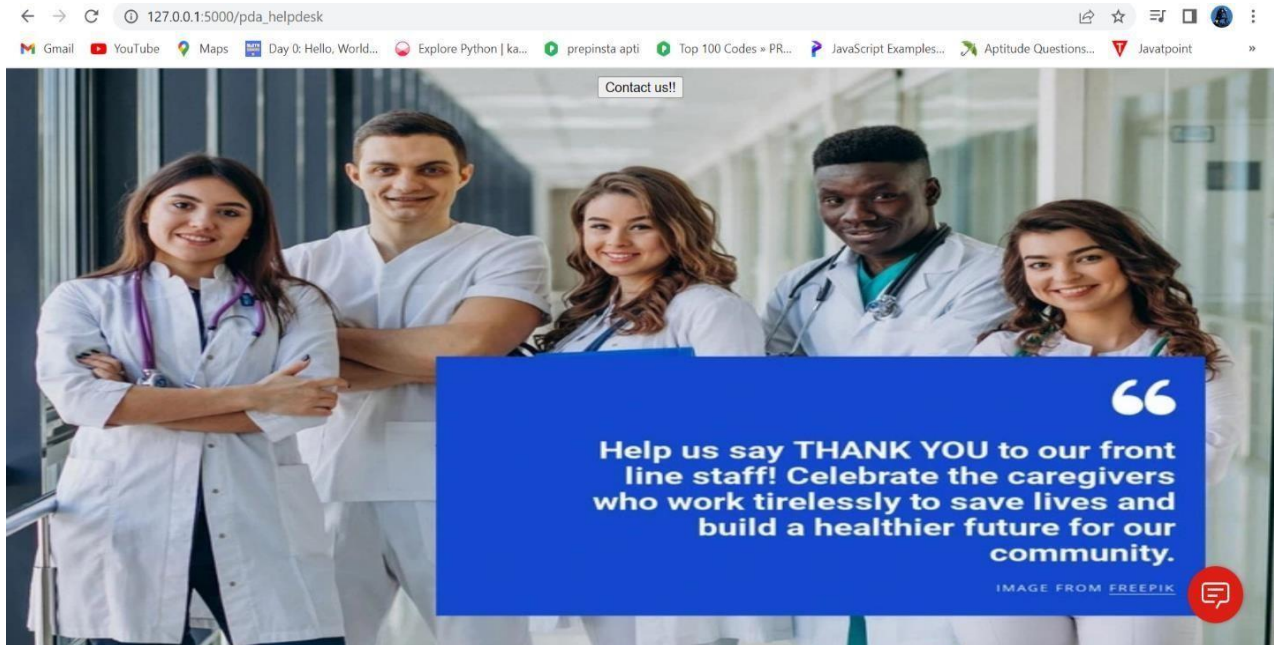 127.0.0.1:5000/pda_helpdesk
Gmail YouTube Maps Day 0: Hello, World... Explore Python | ka... prepinsta apti Top 100 Codes » PR... JavaScript Examples... Aptitude Questions... Javatpoint »
Contact us!!
“
Help us say THANK YOU to our front
line staff! Celebrate the caregivers
who work tirelessly to save lives and
build a healthier future for our
community.
IMAGE FROM FREEPIK